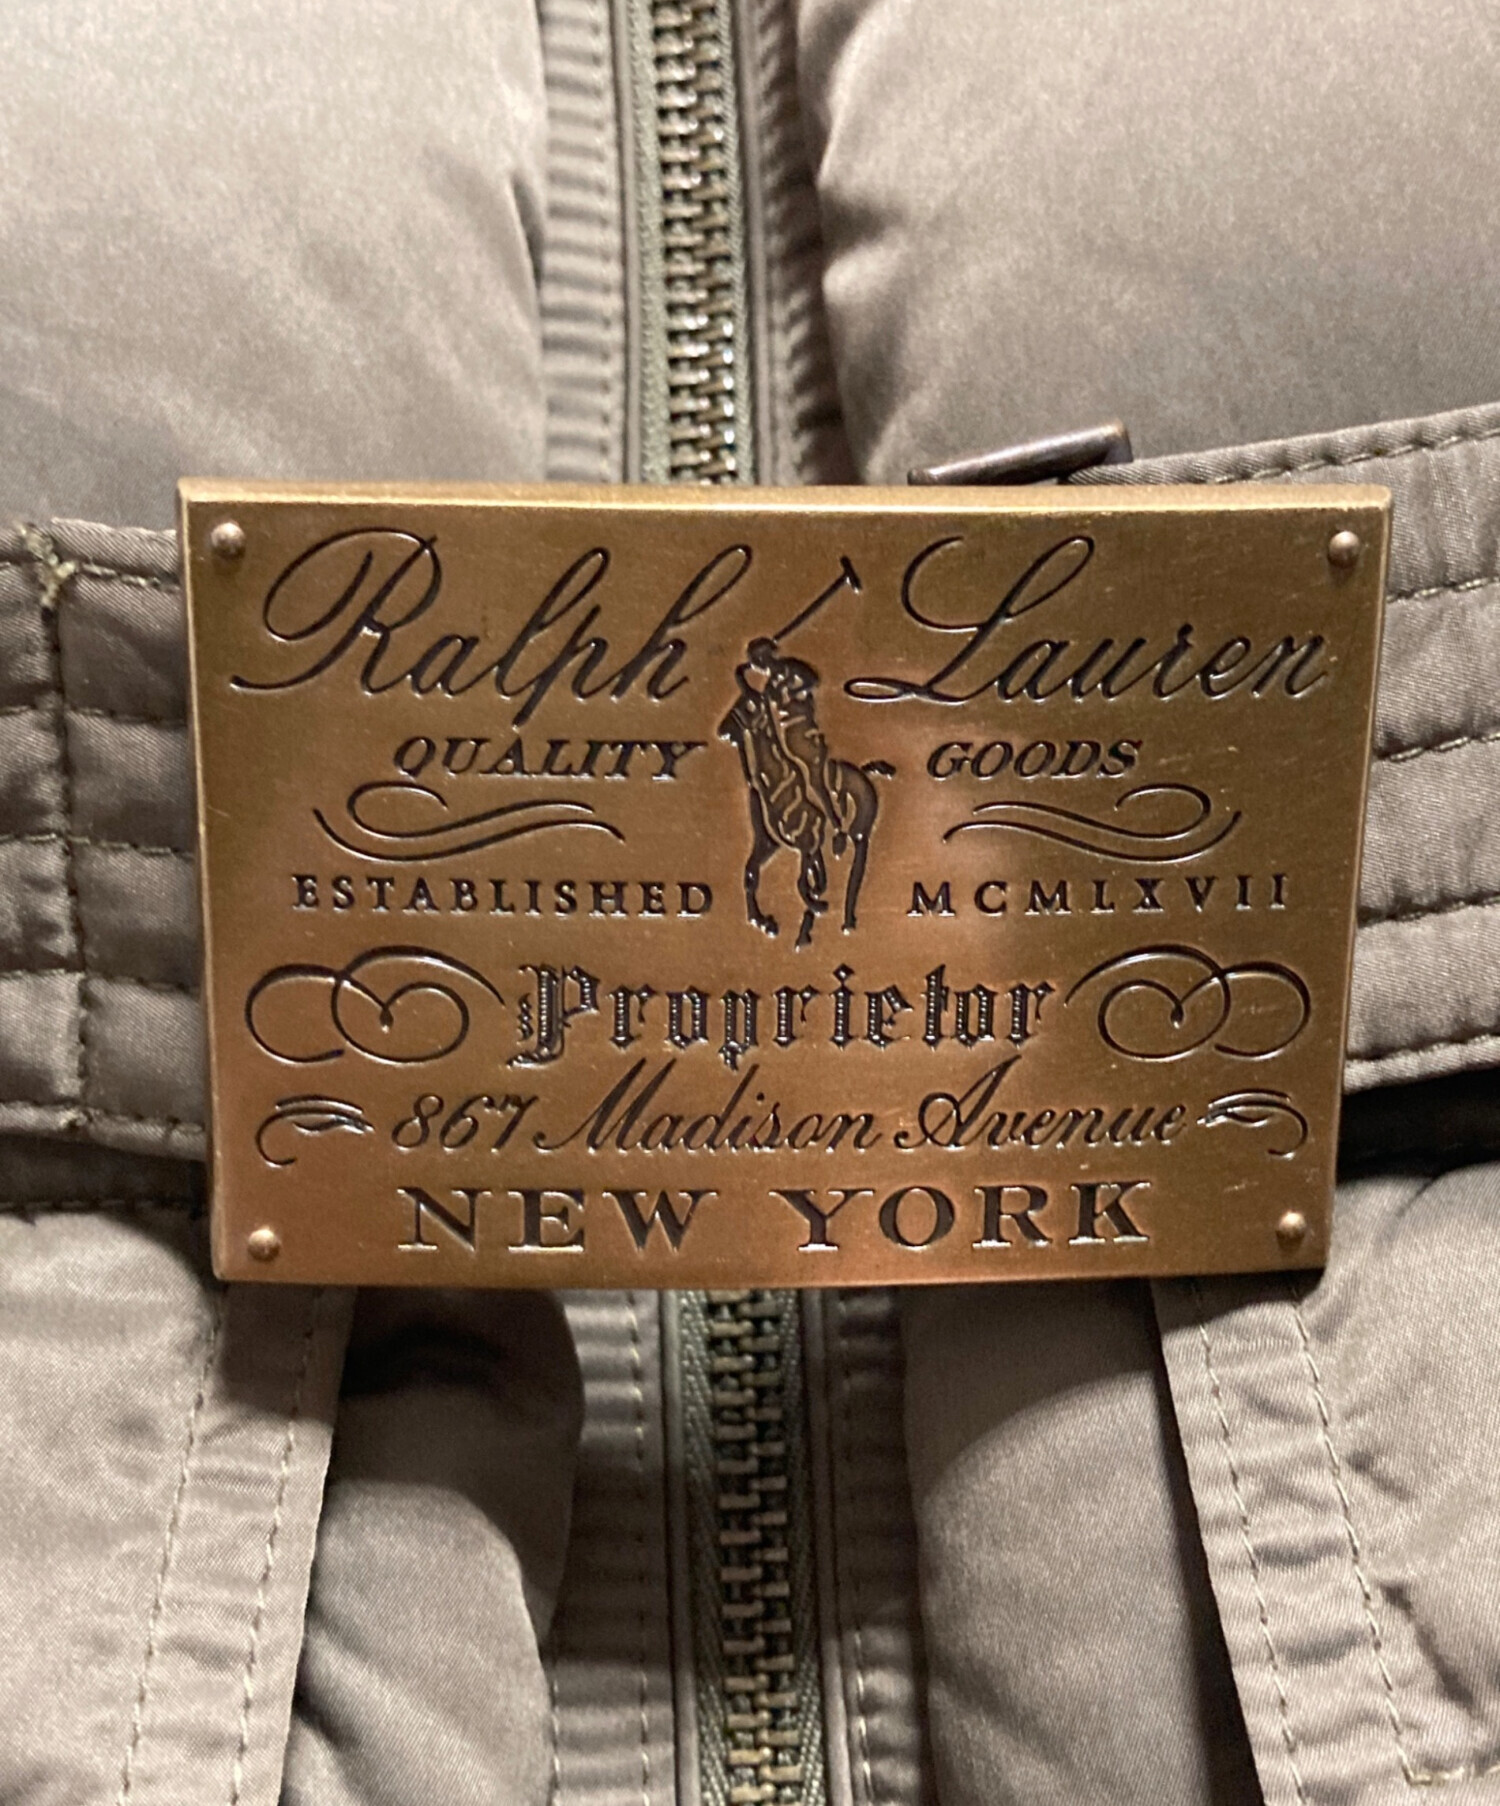 Ralph Lauren
QUALITY GOODS
ESTABLISHED MCMLXVII
Proprietor
867 Madison Avenue
NEW YORK